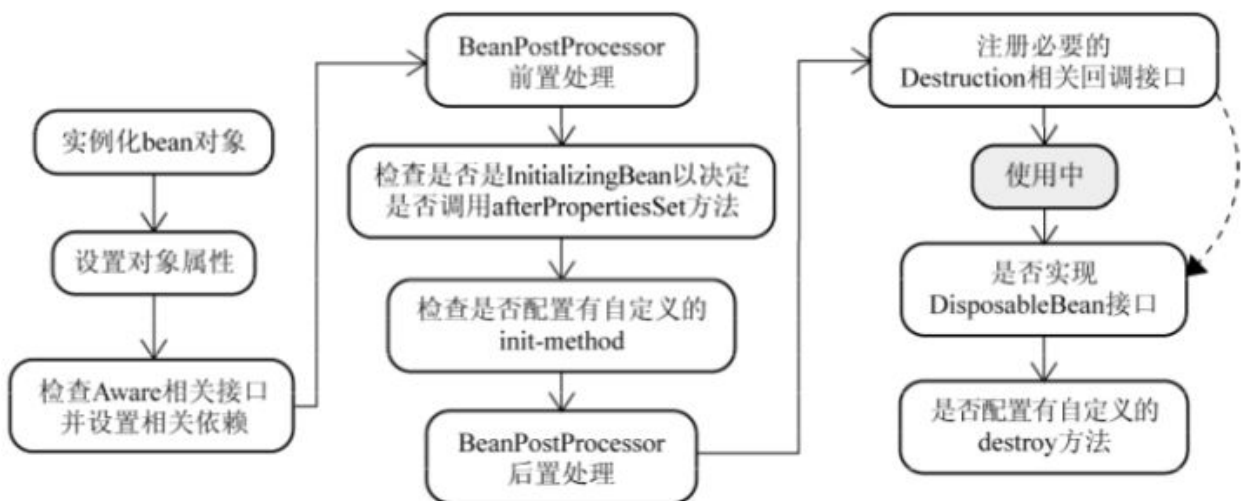 实例化bean对象
设置对象属性
检查Aware相关接口
并设置相关依赖
BeanPostProcessor
前置处理
检查是否是InitializingBean以决定
是否调用afterPropertiesSet方法
检查是否配置有自定义的
init-method
BeanPostProcessor
后置处理
注册必要的
Destruction相关回调接口
使用中
是否实现
DisposableBean接口
是否配置有自定义的
destroy方法